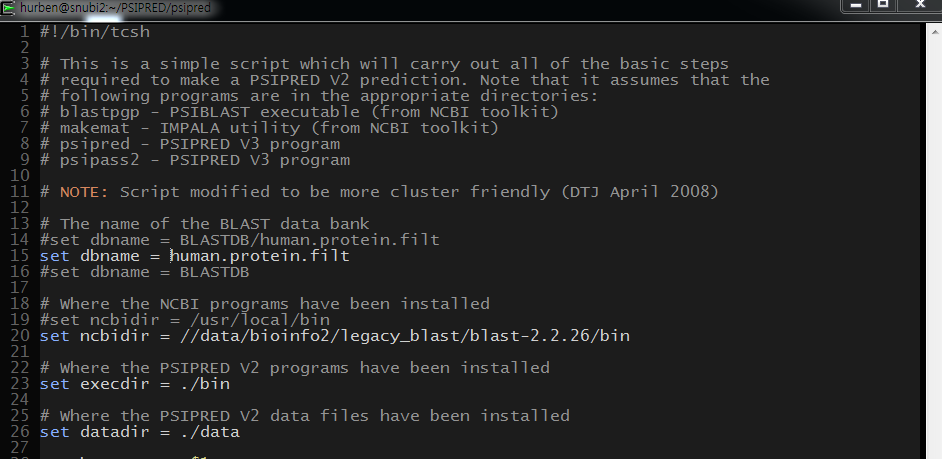 hurben@snubi2:~/PSIPRED/psipred
1 #!/bin/tcsh
2
3 # This is a simple script which will carry out all of the basic steps
4 # required to make a PSIPRED V2 prediction. Note that it assumes that the
5 # following programs are in the appropriate directories:
6 # blastpgp - PSIBLAST executable (from NCBI toolkit)
7 # makemat - IMPALA utility (from NCBI toolkit)
8 # psipred - PSIPRED V3 program
9 # psipass2 - PSIPRED V3 program
10
11 # NOTE: Script modified to be more cluster friendly (DTJ April 2008)
12
13 # The name of the BLAST data bank
14 #set dbname = BLASTDB/human.protein.filt
15 set dbname = human.protein.filt
16 #set dbname = BLASTDB
17
18 # Where the NCBI programs have been installed
19 #set ncbidir = /usr/local/bin
20 set ncbidir = //data/bioinfo2/legacy_blast/blast-2.2.26/bin
21
22 # Where the PSIPRED V2 programs have been installed
23 set execdir = ./bin
24
25 # Where the PSIPRED V2 data files have been installed
26 set datadir = ./data
27